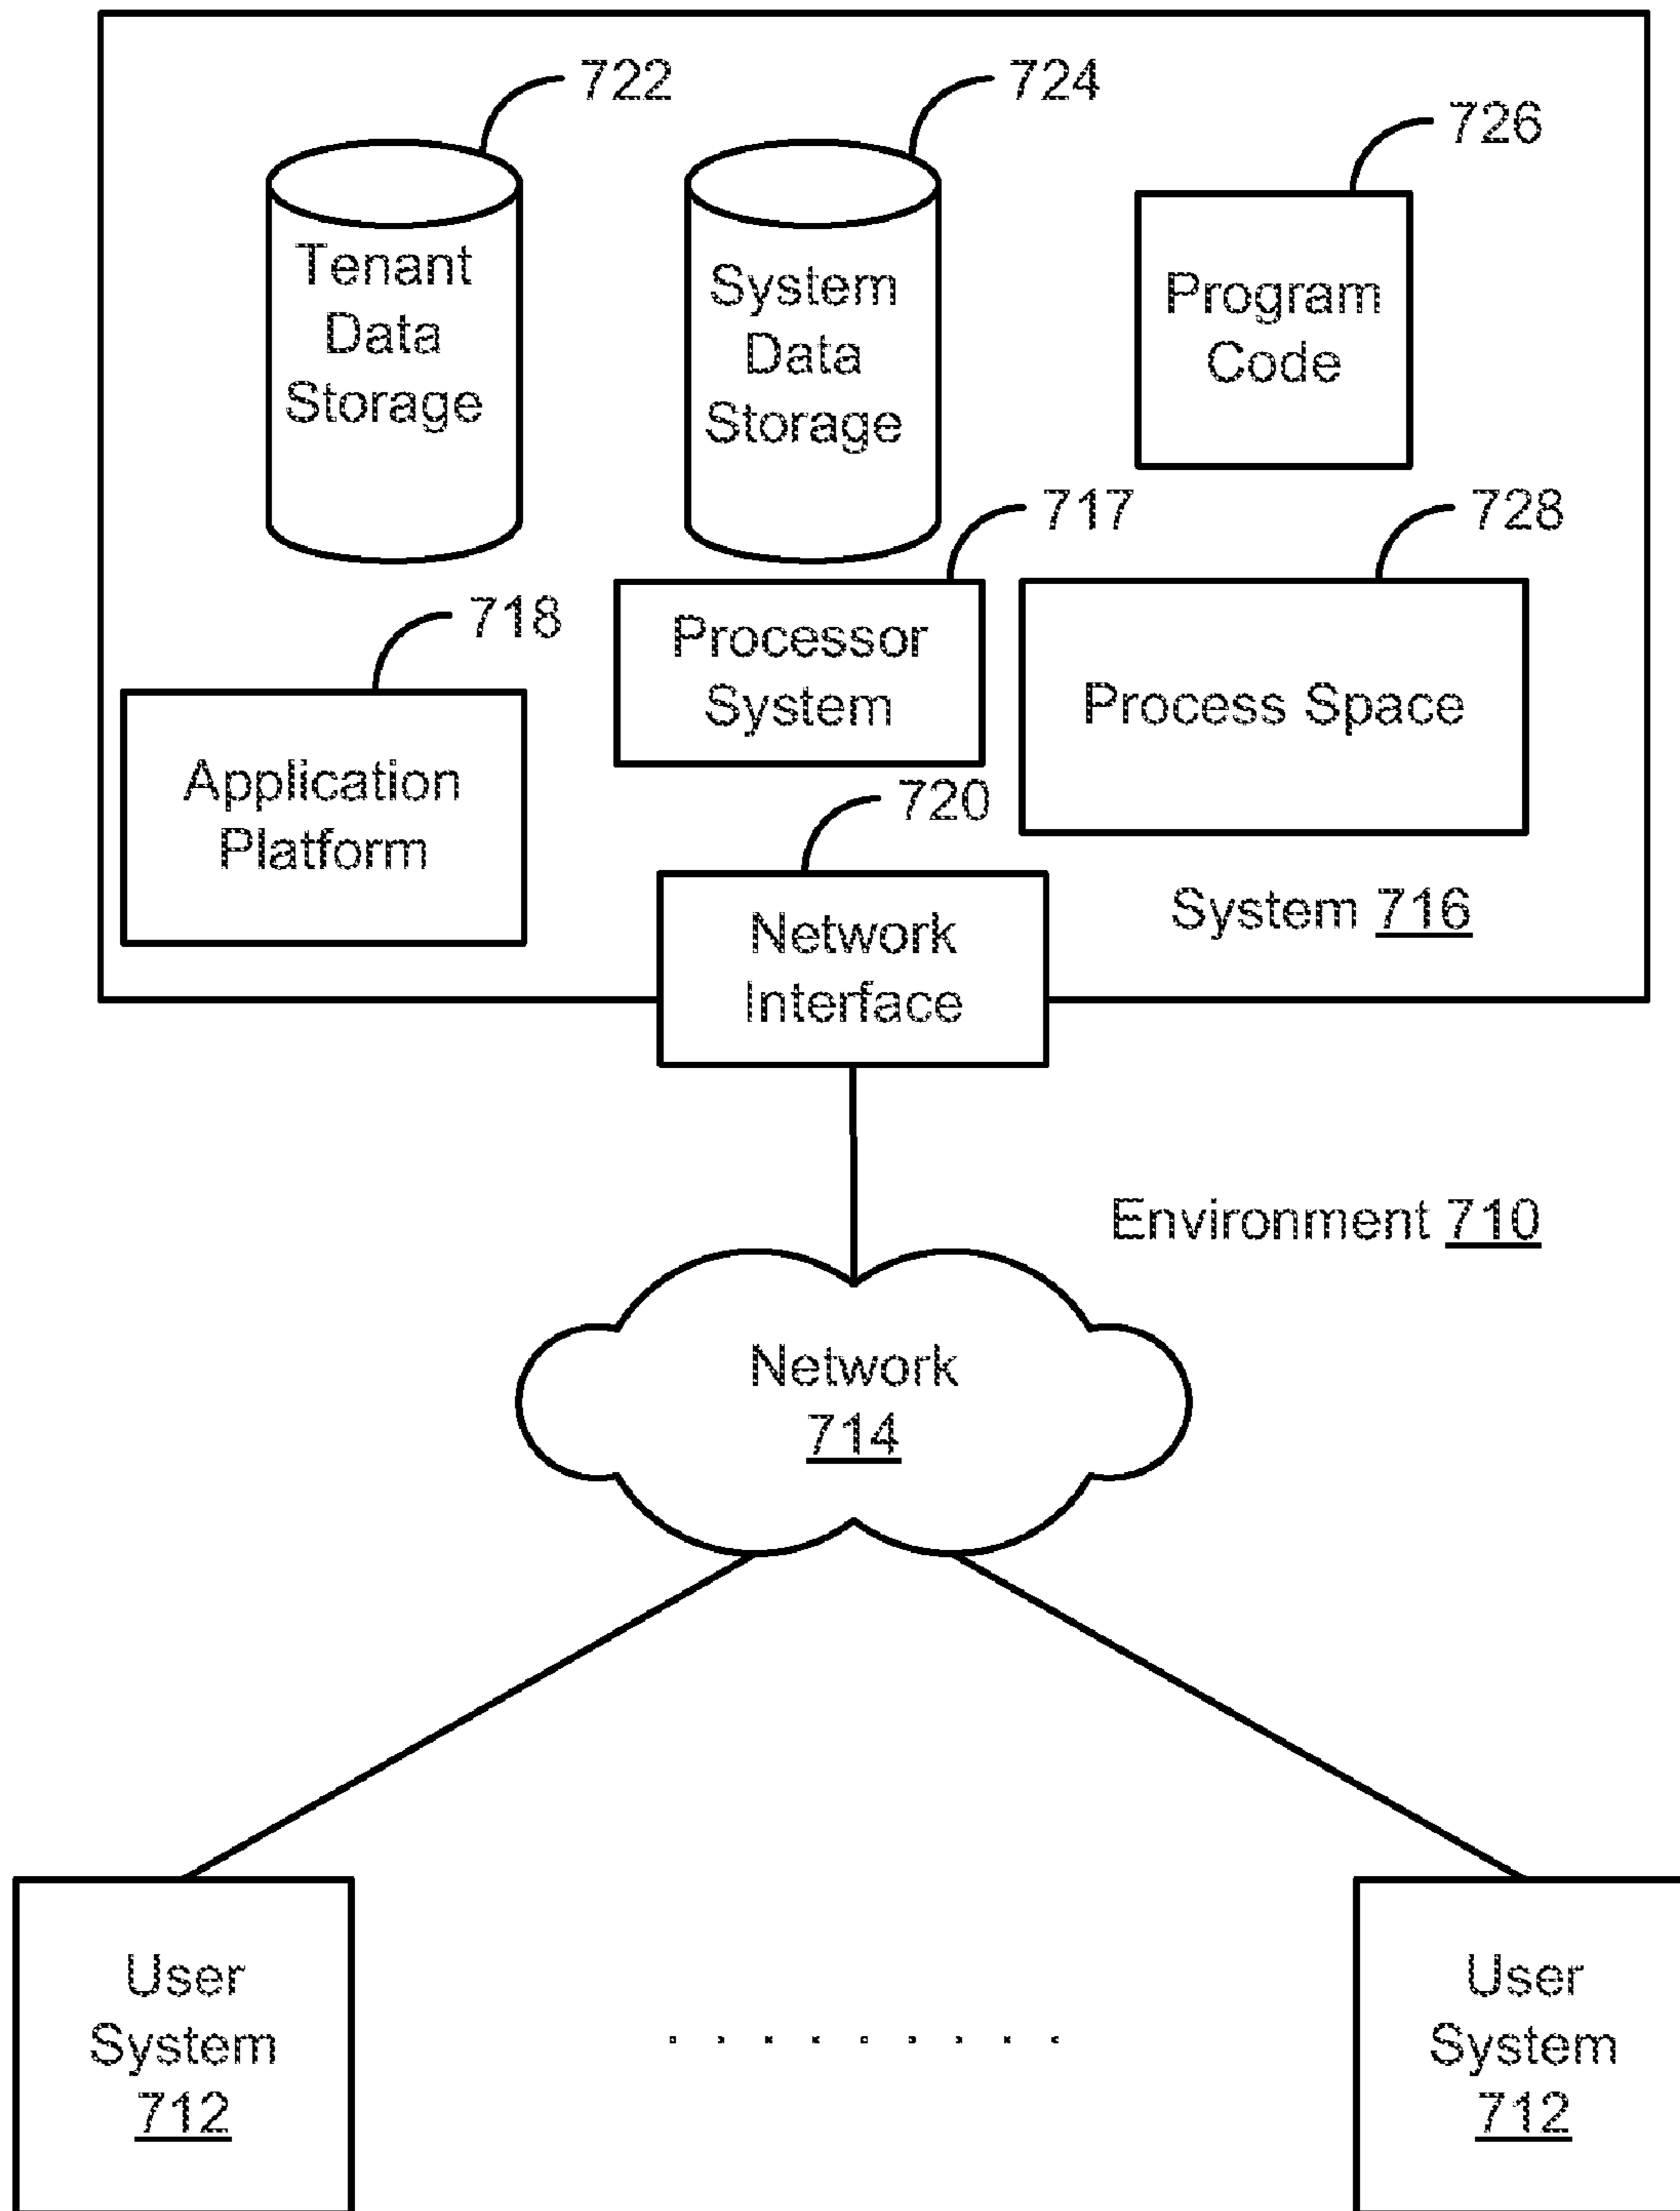 722
724
726
Tenant
Data
Storage
System
Data
Storage
Program
Code
717
728
718
Processor
System
Process Space
Application
Platform
720
System 716
Network
Interface
Environment 710
Network
714
User
System
712
User
System
712